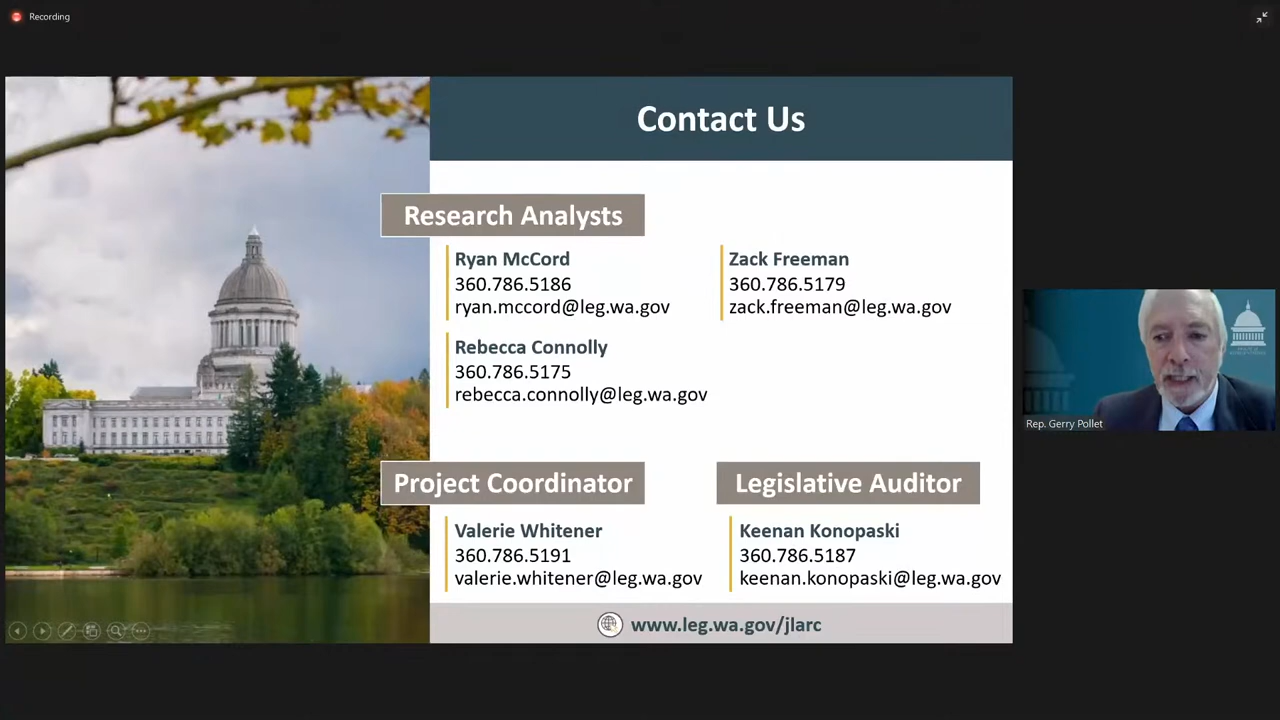 Recording
Contact Us
Research Analysts
Ryan McCord
360.786.5186
ryan.mccord@leg.wa.gov
Zack Freeman
360.786.5179
zack.freeman@leg.wa.gov
Rebecca Connolly
360.786.5175
rebecca.connolly@leg.wa.gov
Project Coordinator
Valerie Whitener
360.786.5191
valerie.whitener@leg.wa.gov
Legislative Auditor
Keenan Konopaski
360.786.5187
keenan.konopaski@leg.wa.gov
www.leg.wa.gov/jlarc
Rep. Gerry Pollet